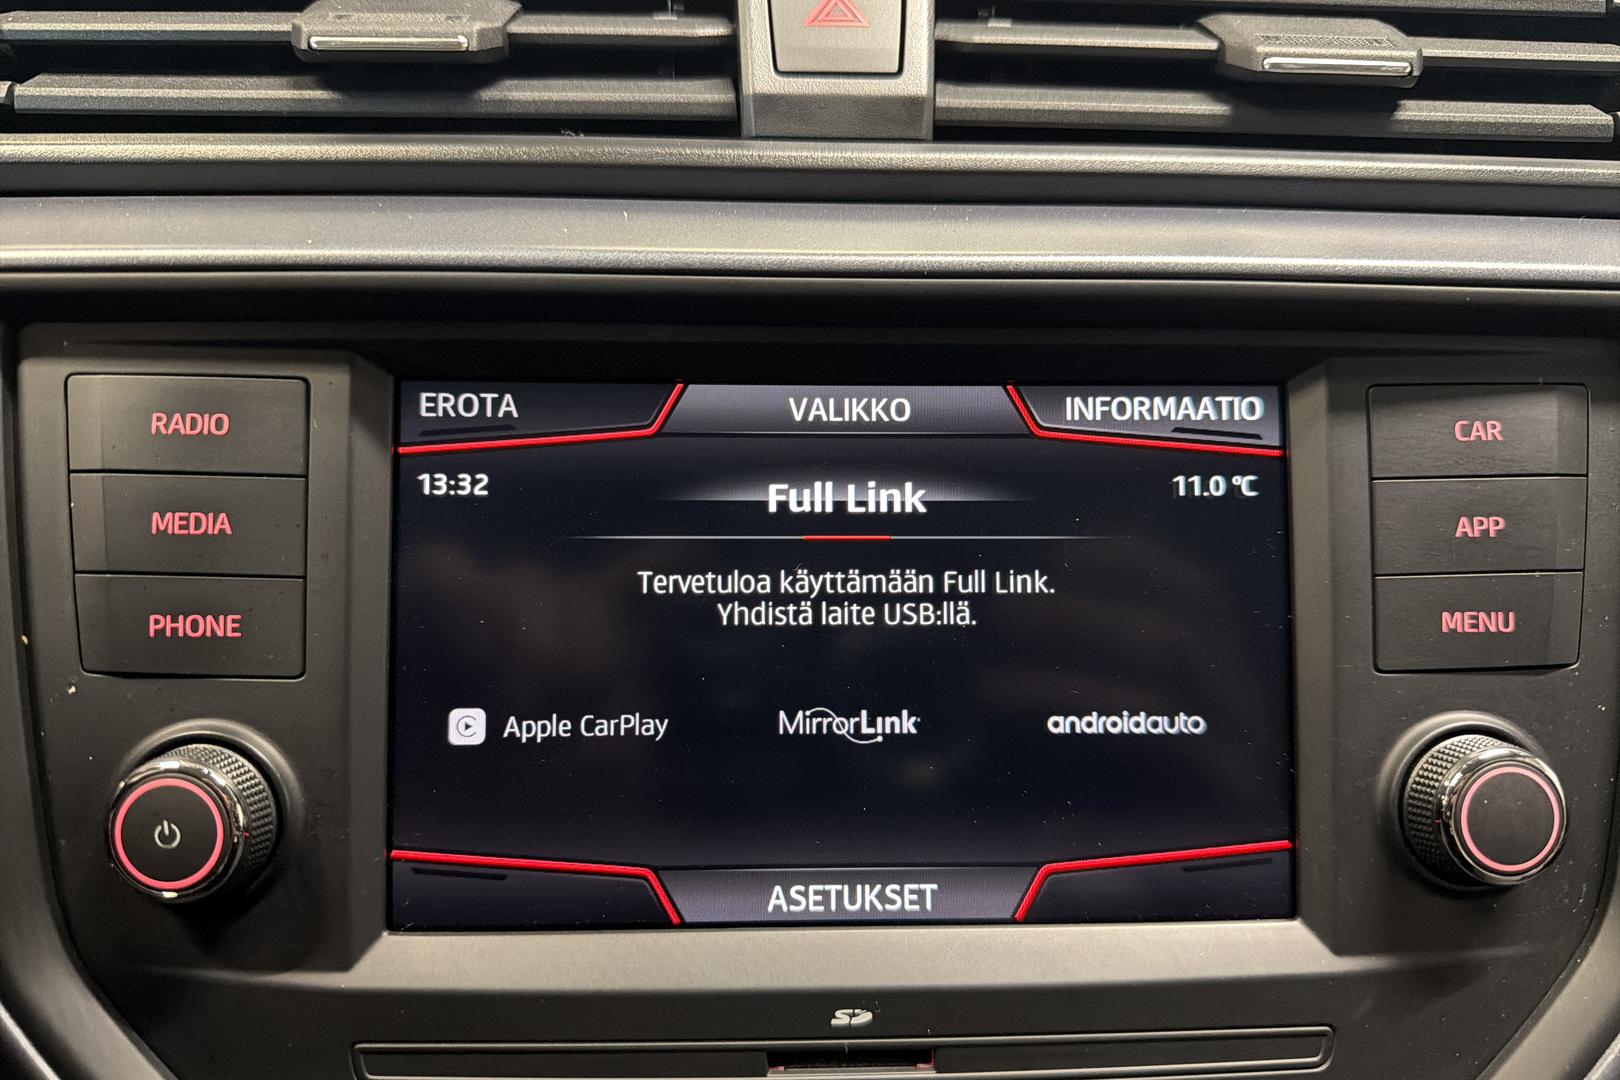 RADIO
MEDIA
PHONE
EROTA
VALIKKO
INFORMAATIO
13:32
Full Link
11.0 °C
Tervetuloa käyttämään Full Link.
Yhdistä laite USB:llä.
Apple CarPlay
MirrorLink
androidauto
ASETUKSET
CAR
APP
MENU
SD